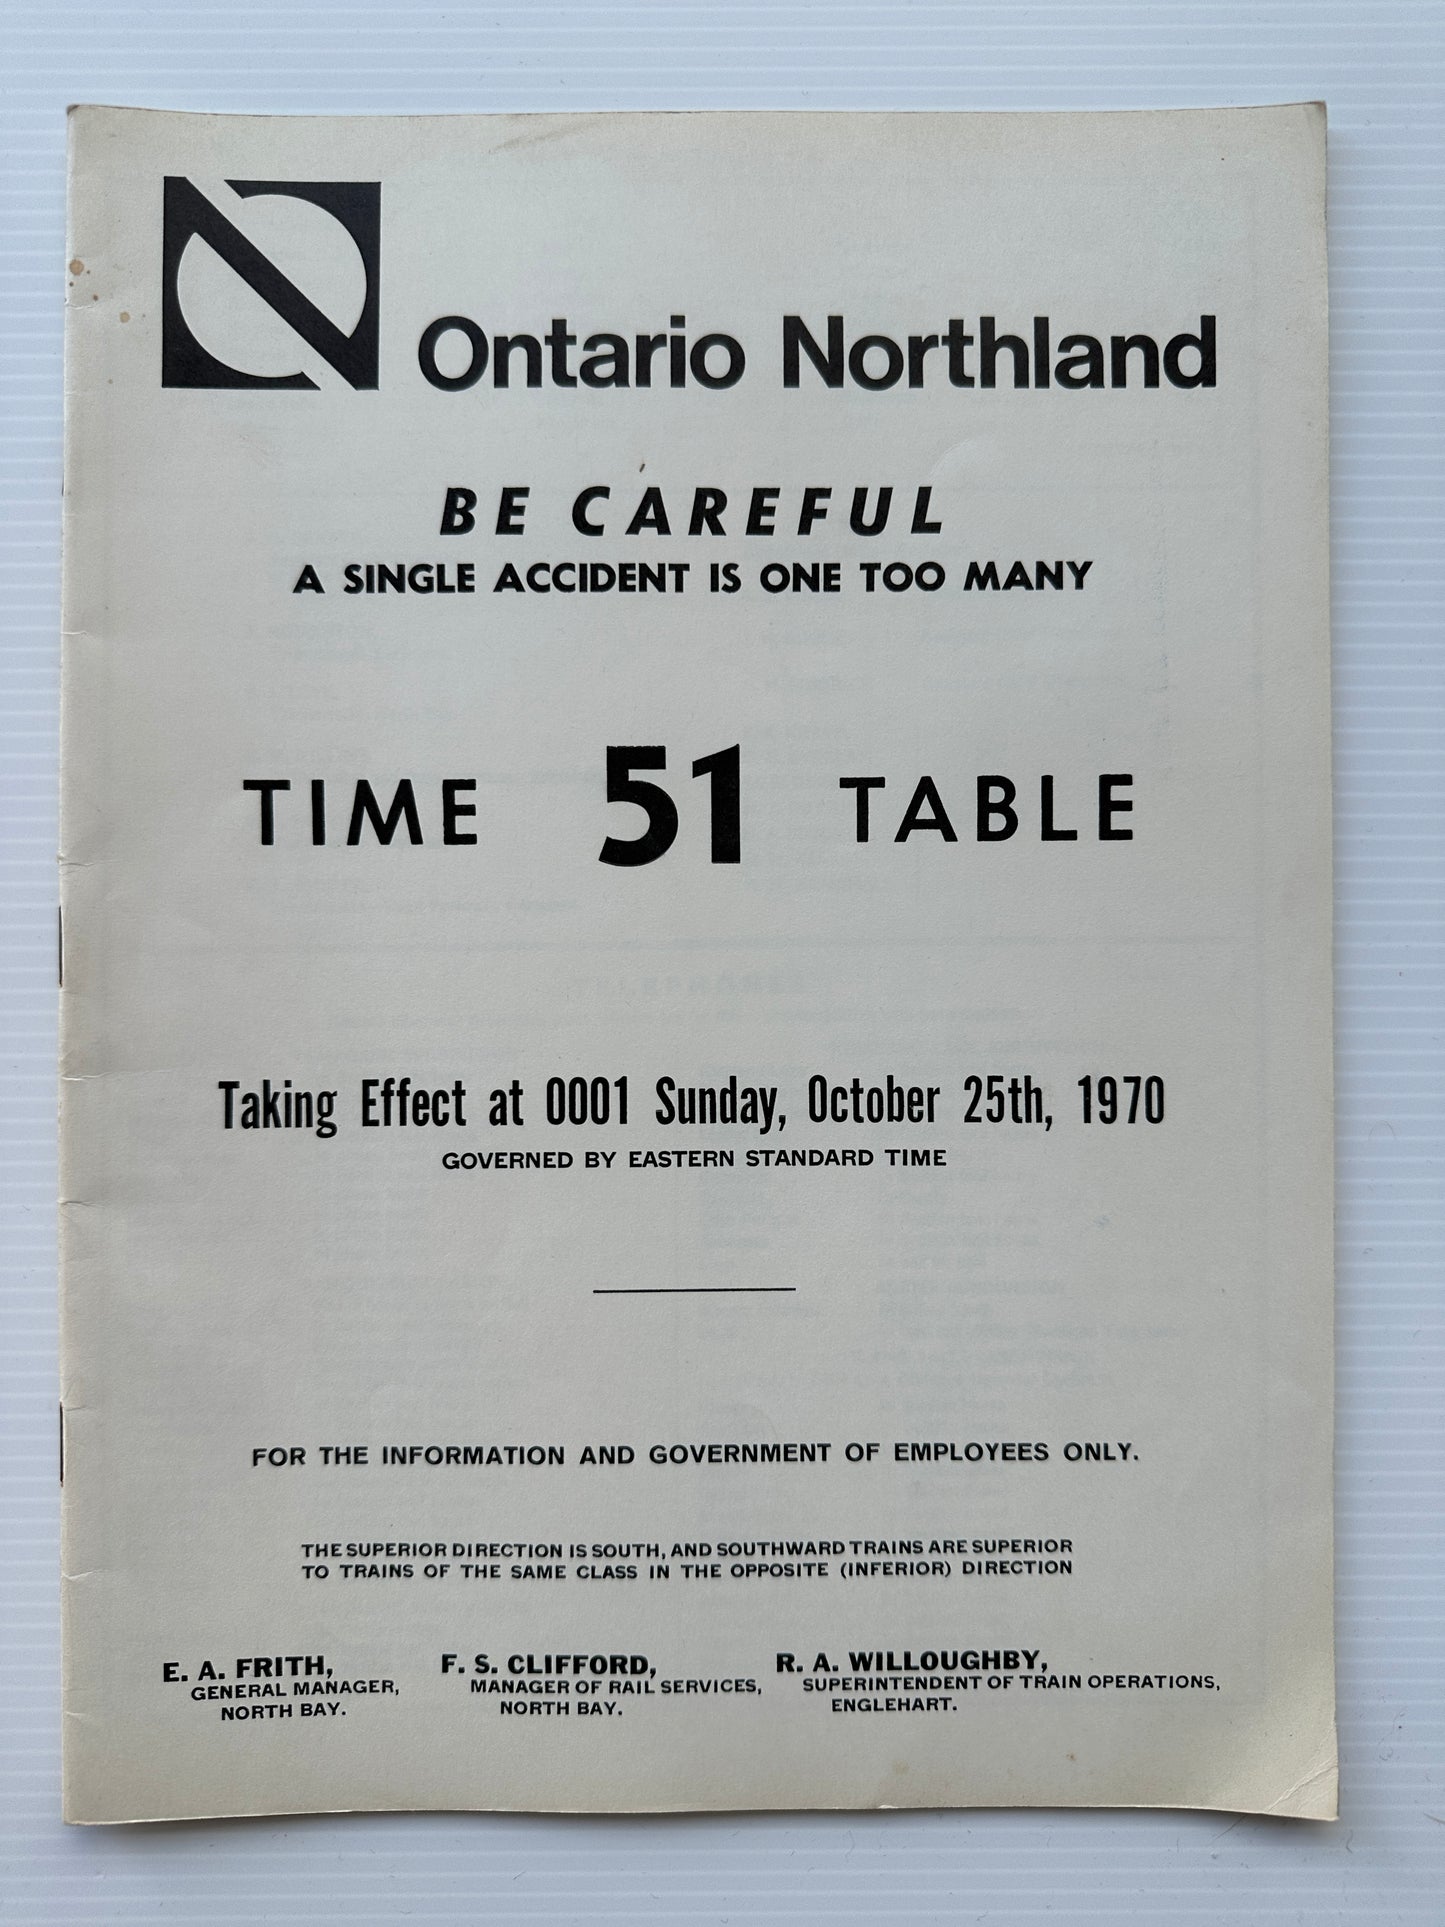 Ontario Northland
BE CAREFUL
A SINGLE ACCIDENT IS ONE TOO MANY
TIME 51 TABLE
Taking Effect at 0001 Sunday, October 25th, 1970
GOVERNED BY EASTERN STANDARD TIME
FOR THE INFORMATION AND GOVERNMENT OF EMPLOYEES ONLY.
THE SUPERIOR DIRECTION IS SOUTH, AND SOUTHWARD TRAINS ARE SUPERIOR
TO TRAINS OF THE SAME CLASS IN THE OPPOSITE (INFERIOR) DIRECTION
E. A. FRITH,
GENERAL MANAGER,
NORTH BAY.
F. S. CLIFFORD,
MANAGER OF RAIL SERVICES,
NORTH BAY.
R. A. WILLOUGHBY,
SUPERINTENDENT OF TRAIN OPERATIONS,
ENGLEHART.